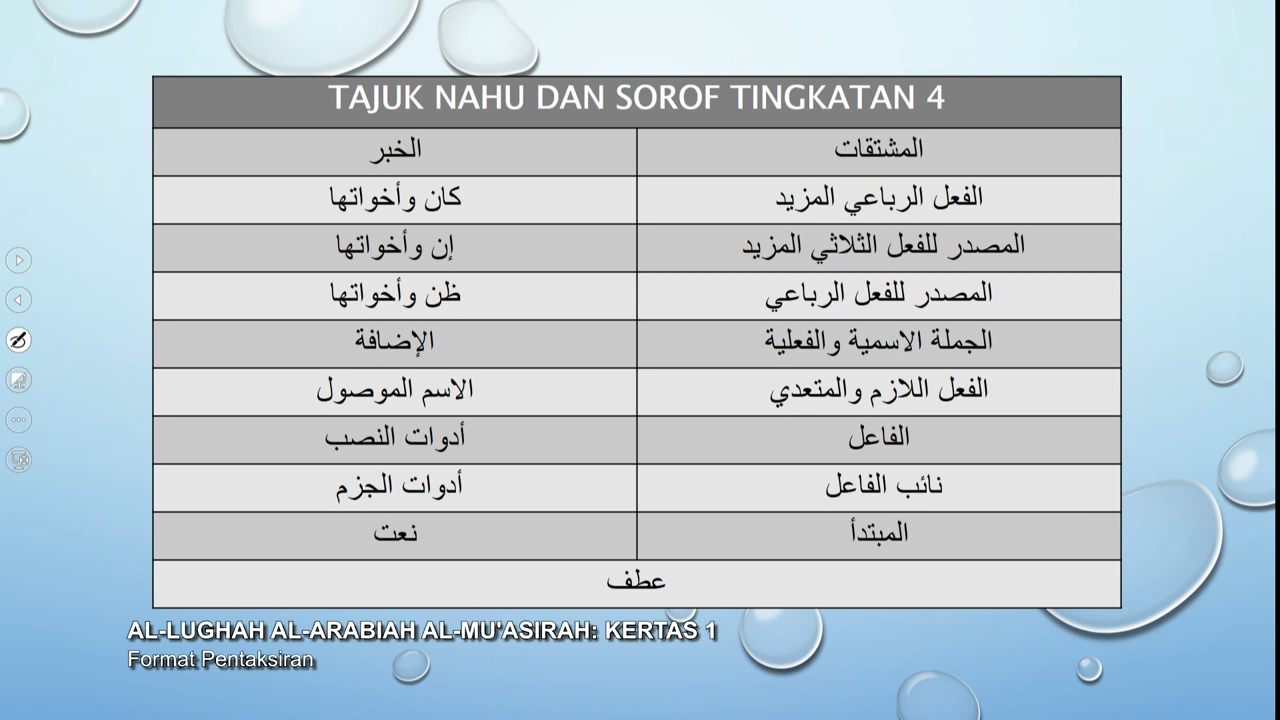 TAJUK NAHU DAN SOROF TINGKATAN 4
المشتقات
الخبر
الفعل الرباعي المزيد
كان وأخواتها
المصدر للفعل الثلاثي المزيد
إن وأخواتها
المصدر للفعل الرباعي
ظن وأخواتها
الجملة الاسمية والفعلية
الإضافة
الفعل اللازم والمتعدي
الاسم الموصول
الفاعل
أدوات النصب
نائب الفاعل
أدوات الجزم
المبتدأ
نعت
عطف
AL-LUGHAH AL-ARABIAH AL-MU'ASIRAH: KERTAS 1
Format Pentaksiran